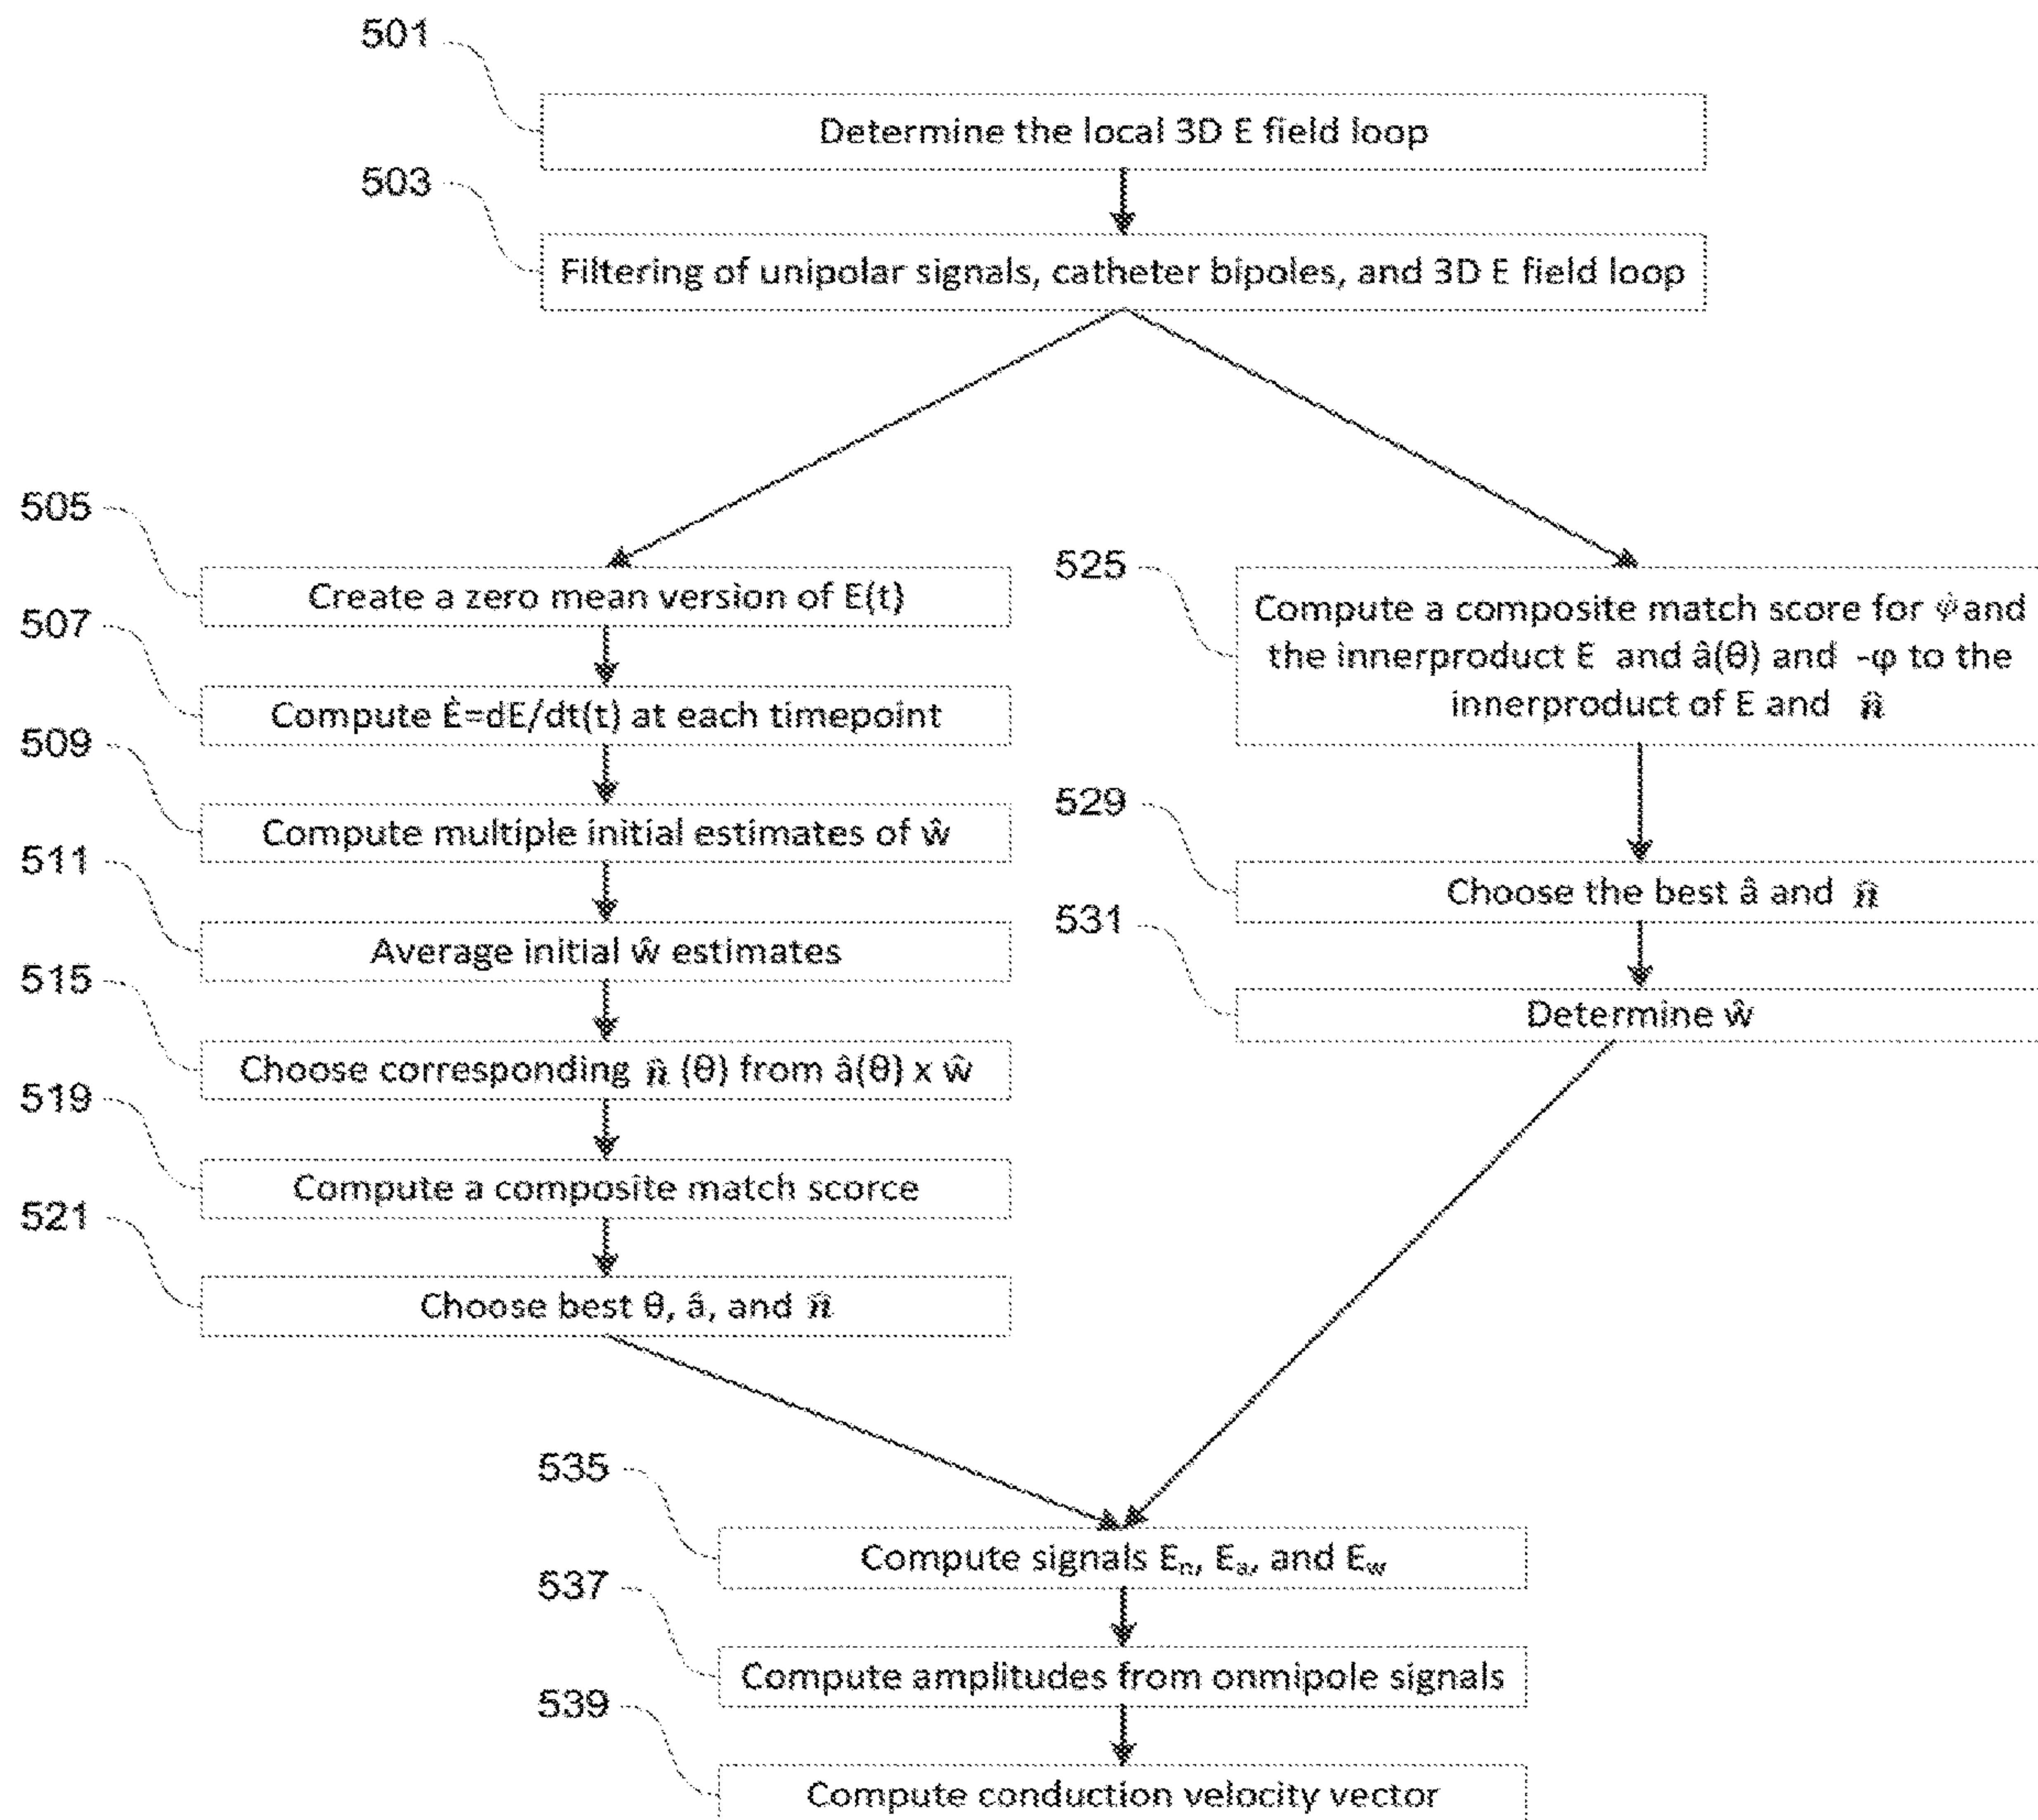 501
Determine the local 3D E field loop
503
Filtering of unipolar signals, catheter bipoles, and 3D E field loop
505
Create a zero mean version of E(t)
507
Compute Ė=dE/dt(t) at each timepoint
509
Compute multiple initial estimates of ŵ
511
Average initial ŵ estimates
515
Choose corresponding n̂ (θ) from â(θ) x ŵ
519
Compute a composite match scorce
521
Choose best θ, â, and n̂
525
Compute a composite match score for φ̇ and
the innerproduct E and â(θ) and -φ to the
innerproduct of E and n̂
529
Choose the best â and n̂
531
Determine ŵ
535
Compute signals Eₙ, Eₐ, and E_w
537
Compute amplitudes from onmipole signals
539
Compute conduction velocity vector